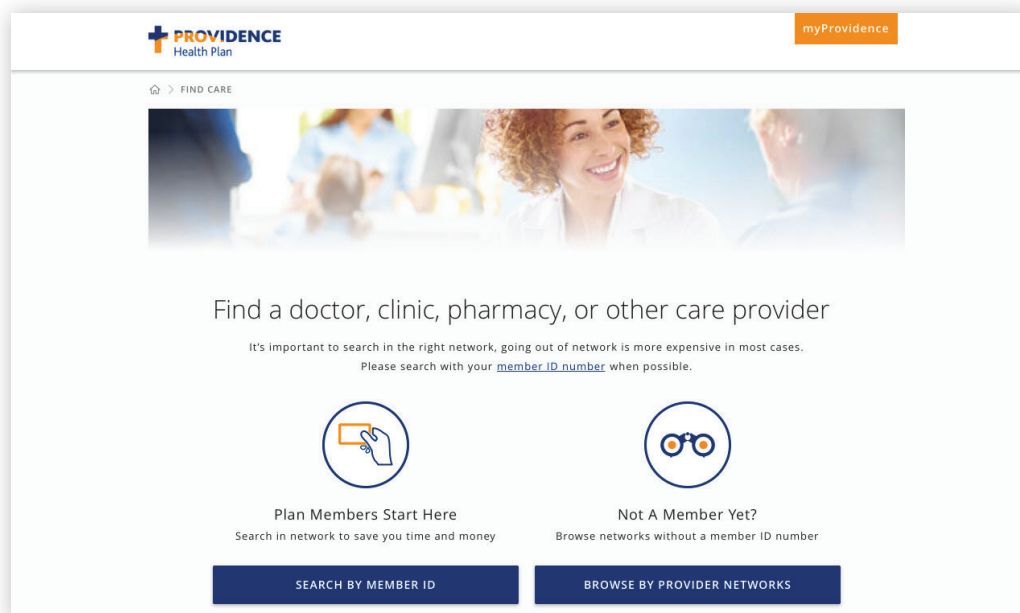 PROVIDENCE
Health Plan
myProvidence
FIND CARE
Find a doctor, clinic, pharmacy, or other care provider
It's important to search in the right network, going out of network is more expensive in most cases.
Please search with your member ID number when possible.
Plan Members Start Here
Search in network to save you time and money
SEARCH BY MEMBER ID
Not A Member Yet?
Browse networks without a member ID number
BROWSE BY PROVIDER NETWORKS